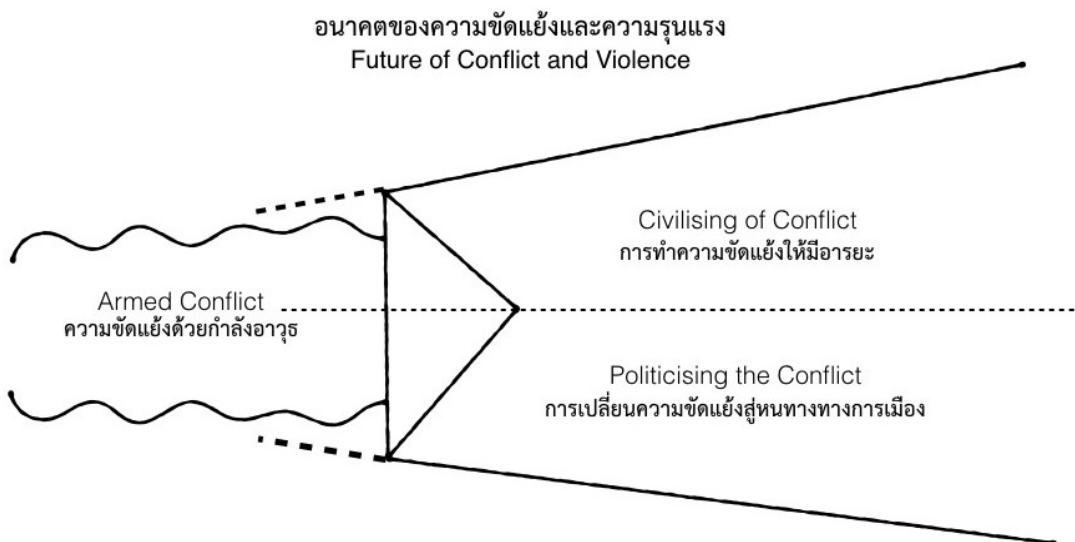 อนาคตของความขัดแย้งและความรุนแรง
Future of Conflict and Violence
Civilising of Conflict
การทำความขัดแย้งให้มีอารยะ
Armed Conflict
ความขัดแย้งด้วยกำลังอาวุธ
Politicising the Conflict
การเปลี่ยนความขัดแย้งสู่หนทางทางการเมือง